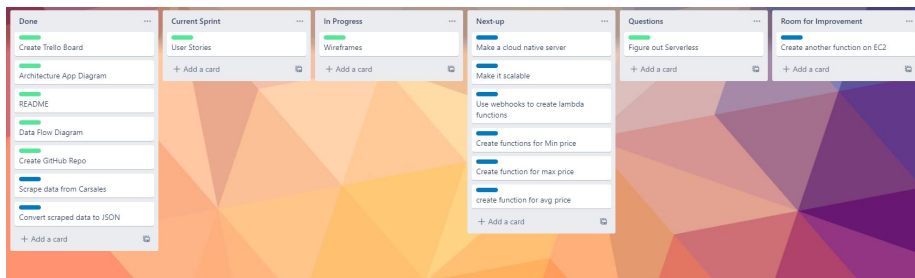 Done
Create Trello Board
Architecture App Diagram
README
Data Flow Diagram
Create GitHub Repo
Scrape data from Carsales
Convert scraped data to JSON
+ Add a card
Current Sprint
User Stories
+ Add a card
In Progress
Wireframes
+ Add a card
Next-up
Make a cloud native server
Make it scalable
Use webhooks to create lambda
functions
Create functions for Min price
Create function for max price
create function for avg price
+ Add a card
Questions
Figure out Serverless
+ Add a card
Room for Improvement
Create another function on EC2
+ Add a card